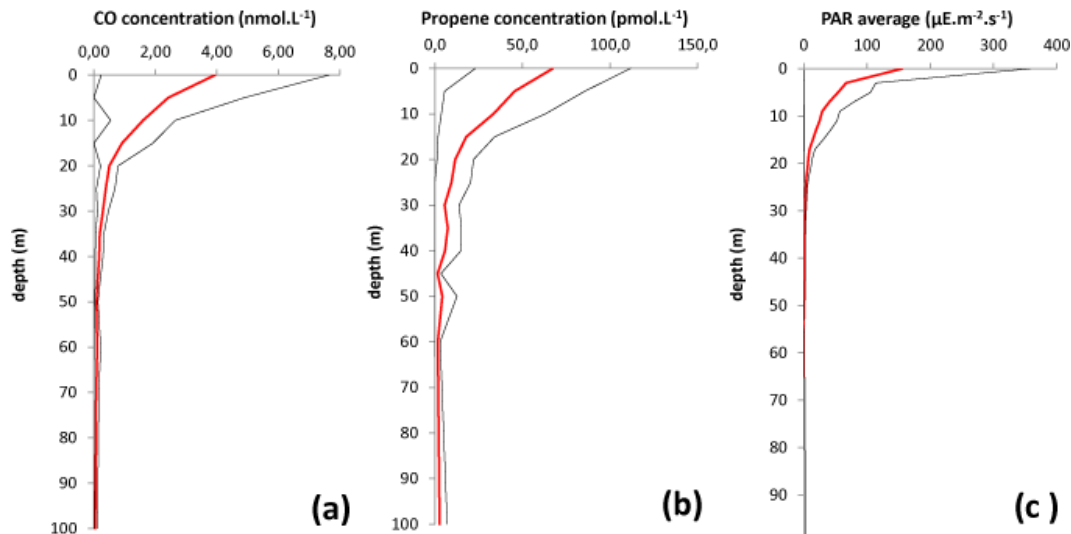 CO concentration (nmol.L-1)
0,00 2,00 4,00 6,00 8,00
0
10
20
30
40
50
60
70
80
90
100
depth (m)
(a)
Propene concentration (pmol.L-1)
0,0 50,0 100,0 150,0
0
10
20
30
40
50
60
70
80
90
100
depth (m)
(b)
PAR average (µE.m-2.s-1)
0 100 200 300 400
0
10
20
30
40
50
60
70
80
90
depth (m)
(c )